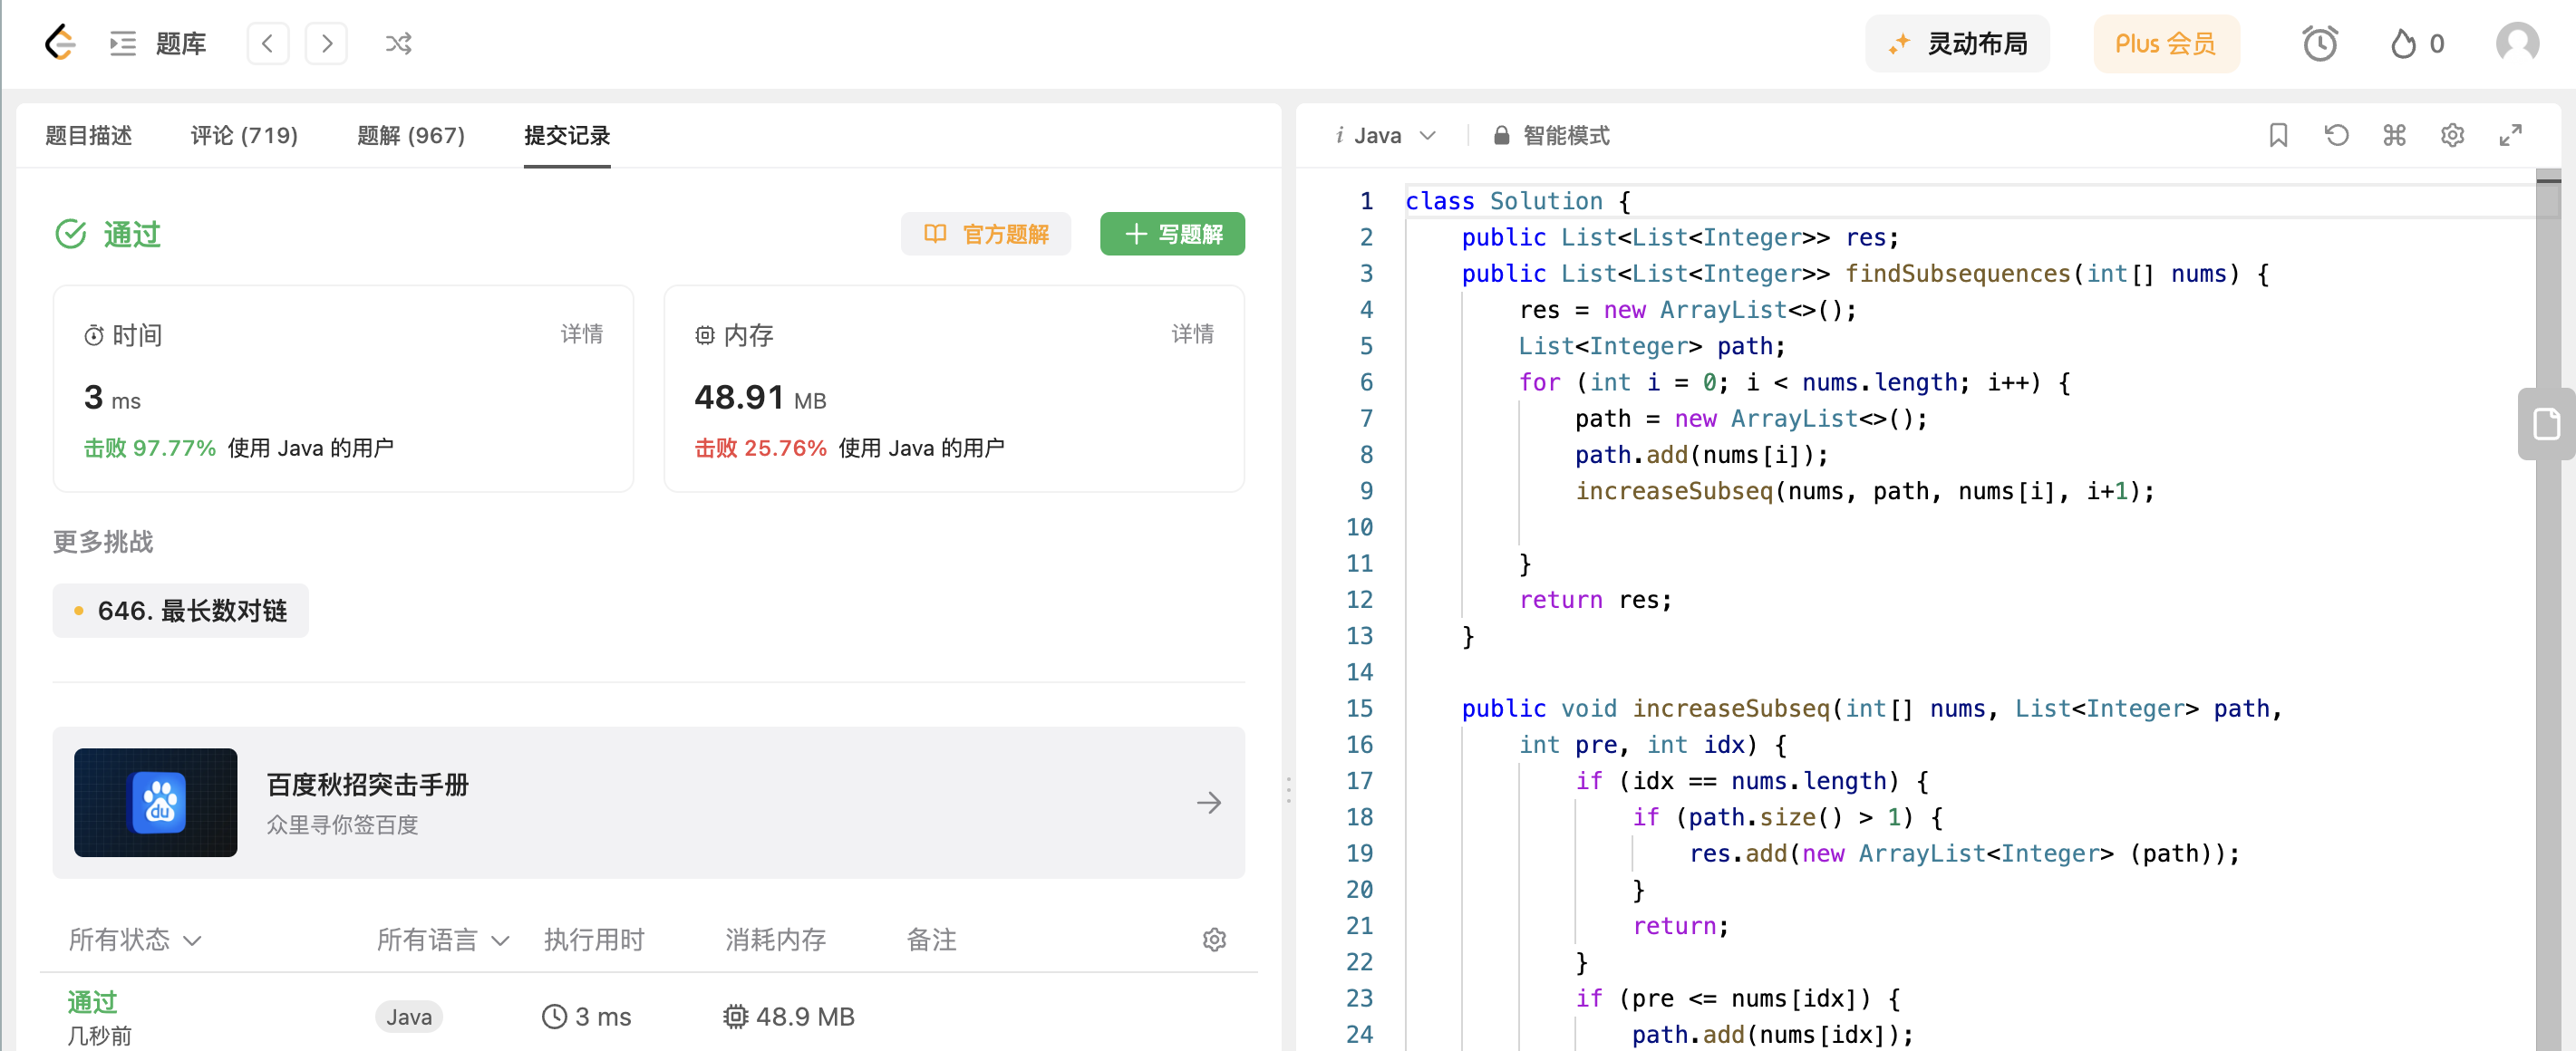 题库
灵动布局
Plus 会员
0
题目描述
评论 (719)
题解 (967)
提交记录
通过
官方题解
写题解
时间
详情
3 ms
击败 97.77% 使用 Java 的用户
内存
详情
48.91 MB
击败 25.76% 使用 Java 的用户
更多挑战
646. 最长数对链
du
百度秋招突击手册
众里寻你签百度
所有状态
所有语言
执行用时
消耗内存
备注
通过
几秒前
Java
3 ms
48.9 MB
i Java
智能模式
1 class Solution {
2     public List<List<Integer>> res;
3     public List<List<Integer>> findSubsequences(int[] nums) {
4         res = new ArrayList<>();
5         List<Integer> path;
6         for (int i = 0; i < nums.length; i++) {
7             path = new ArrayList<>();
8             path.add(nums[i]);
9             increaseSubseq(nums, path, nums[i], i+1);
10
11         }
12         return res;
13     }
14
15     public void increaseSubseq(int[] nums, List<Integer> path,
16         int pre, int idx) {
17             if (idx == nums.length) {
18                 if (path.size() > 1) {
19                     res.add(new ArrayList<Integer> (path));
20                 }
21                 return;
22             }
23             if (pre <= nums[idx]) {
24                 path.add(nums[idx]);